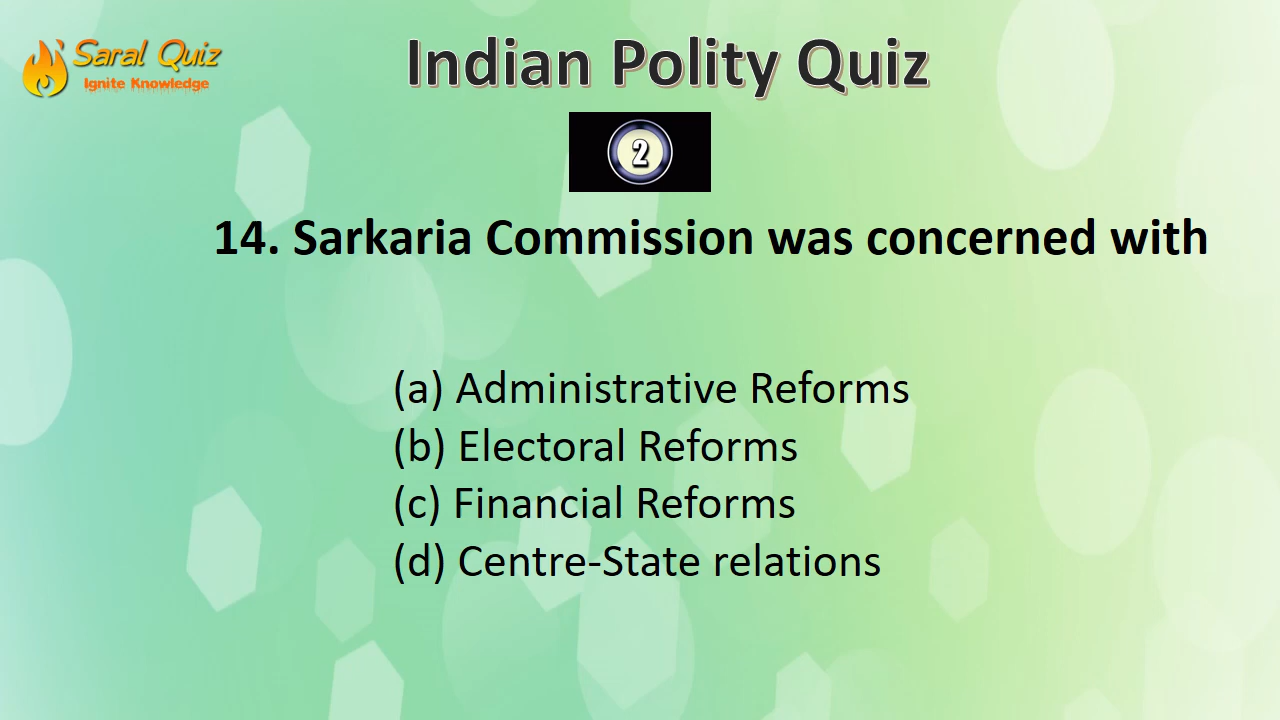 Saral Quiz
Ignite Knowledge
Indian Polity Quiz
2
14. Sarkaria Commission was concerned with
(a) Administrative Reforms
(b) Electoral Reforms
(c) Financial Reforms
(d) Centre-State relations